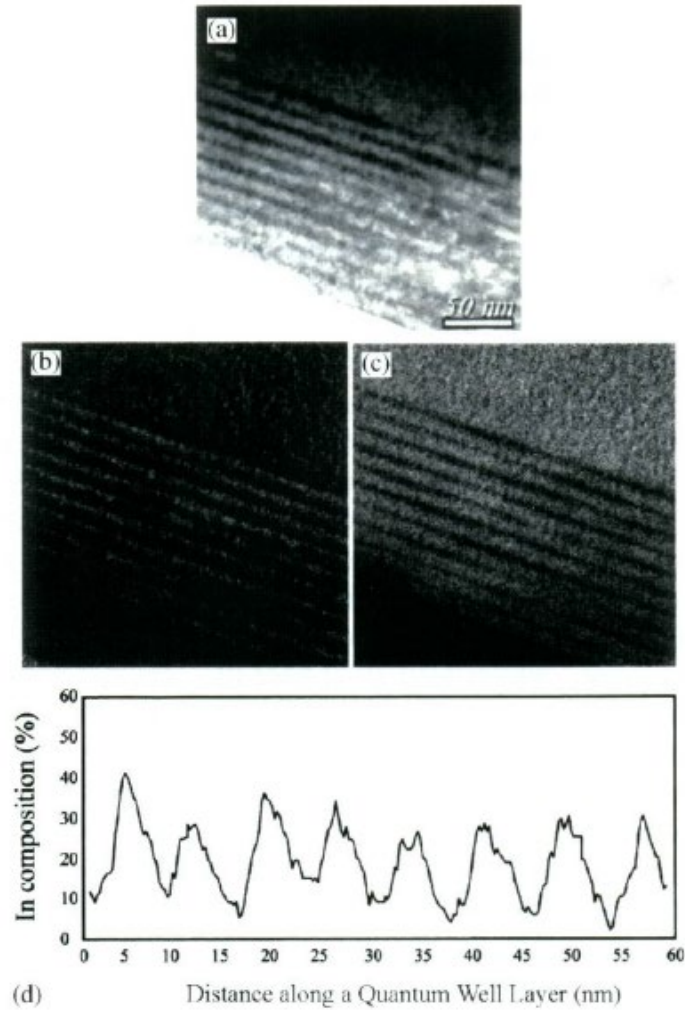 (a)
50 nm
(b)
(c)
60
50
40
30
20
10
0
In composition (%)
0 5 10 15 20 25 30 35 40 45 50 55 60
(d) Distance along a Quantum Well Layer (nm)